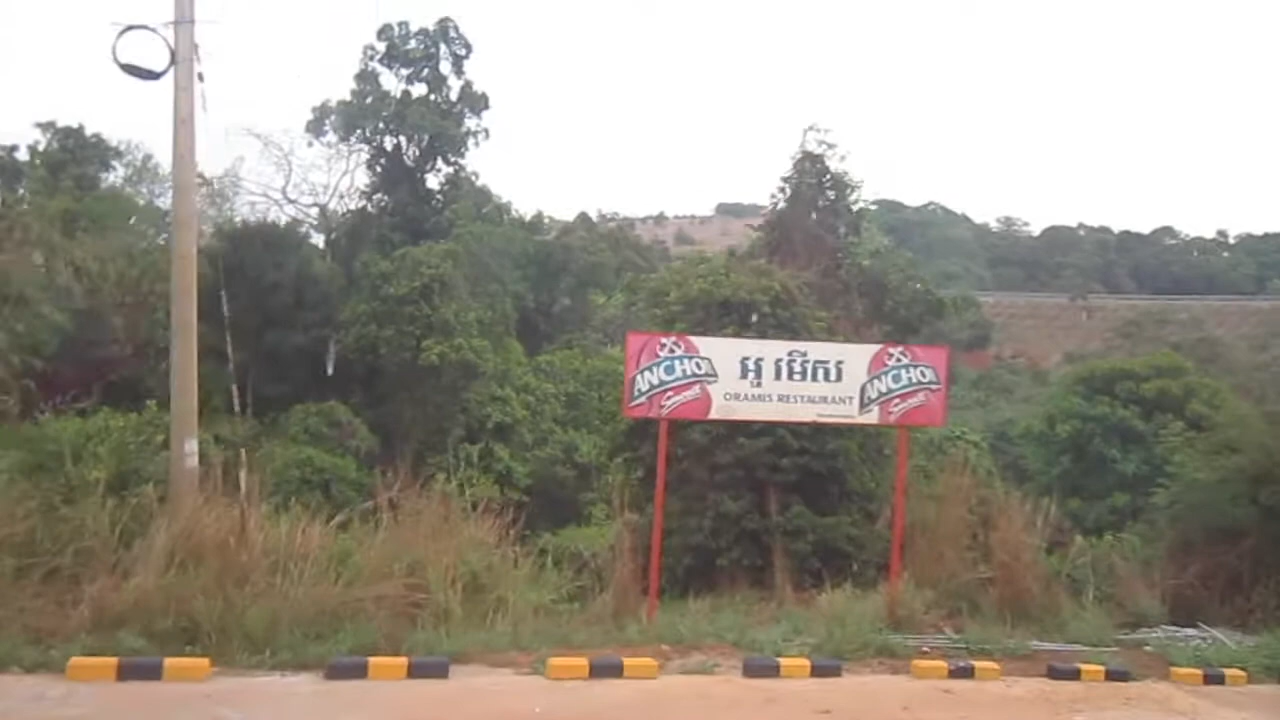 ANCHOR
Smooth
អូ រមើស
ORAMIS RESTAURANT
ANCHOR
Smooth